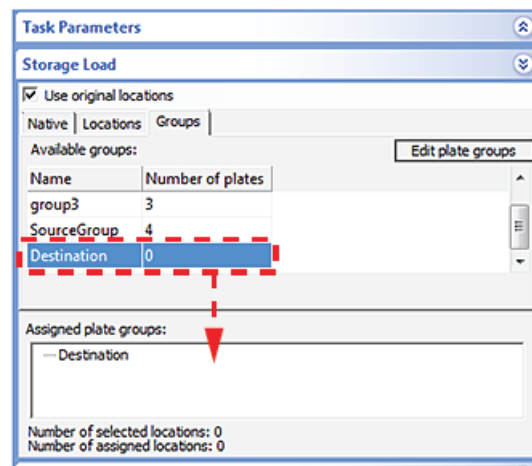 Task Parameters
Storage Load
Use original locations
Native Locations Groups
Available groups: Edit plate groups
Name Number of plates
group3 3
SourceGroup 4
Destination 0
Assigned plate groups:
Destination
Number of selected locations: 0
Number of assigned locations: 0